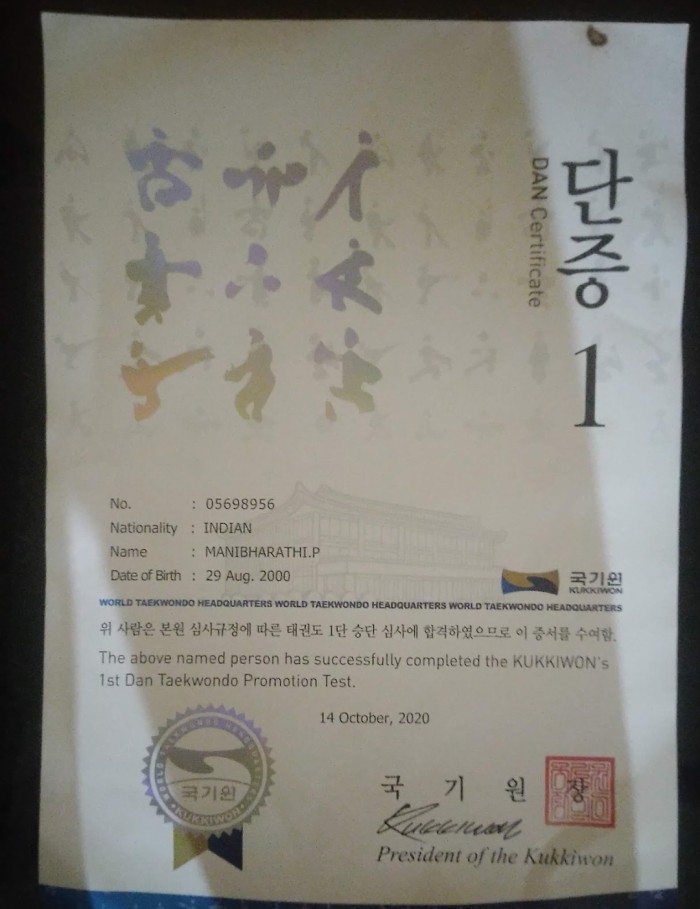 단증
DAN Certificate
1
No. : 05698956
Nationality : INDIAN
Name : MANIBHARATHI.P
Date of Birth : 29 Aug. 2000
국기원
KUKKIWON
WORLD TAEKWONDO HEADQUARTERS WORLD TAEKWONDO HEADQUARTERS WORLD TAEKWONDO HEADQUARTERS
위 사람은 본원 심사규정에 따른 태권도 1단 승단 심사에 합격하였으므로 이 증서를 수여함.
The above named person has successfully completed the KUKKIWON's
1st Dan Taekwondo Promotion Test.
14 October, 2020
국기원
KUKKIWON
국 기 원 장
Kukkiwon
President of the Kukkiwon